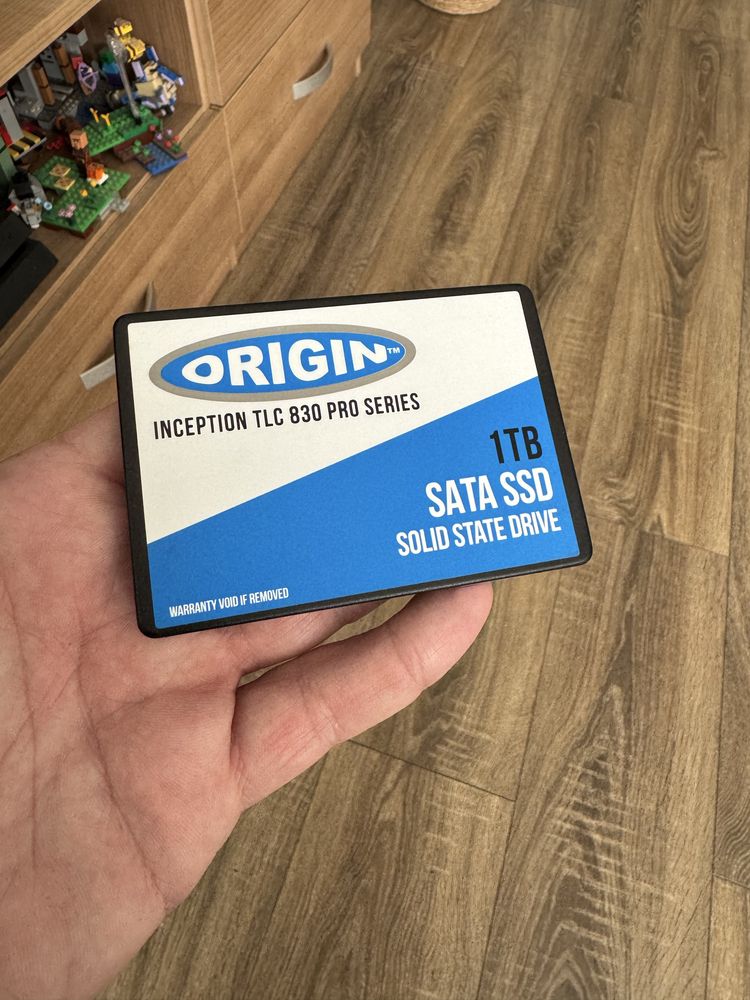 ORIGIN™
INCEPTION TLC 830 PRO SERIES
1TB
SATA SSD
SOLID STATE DRIVE
WARRANTY VOID IF REMOVED